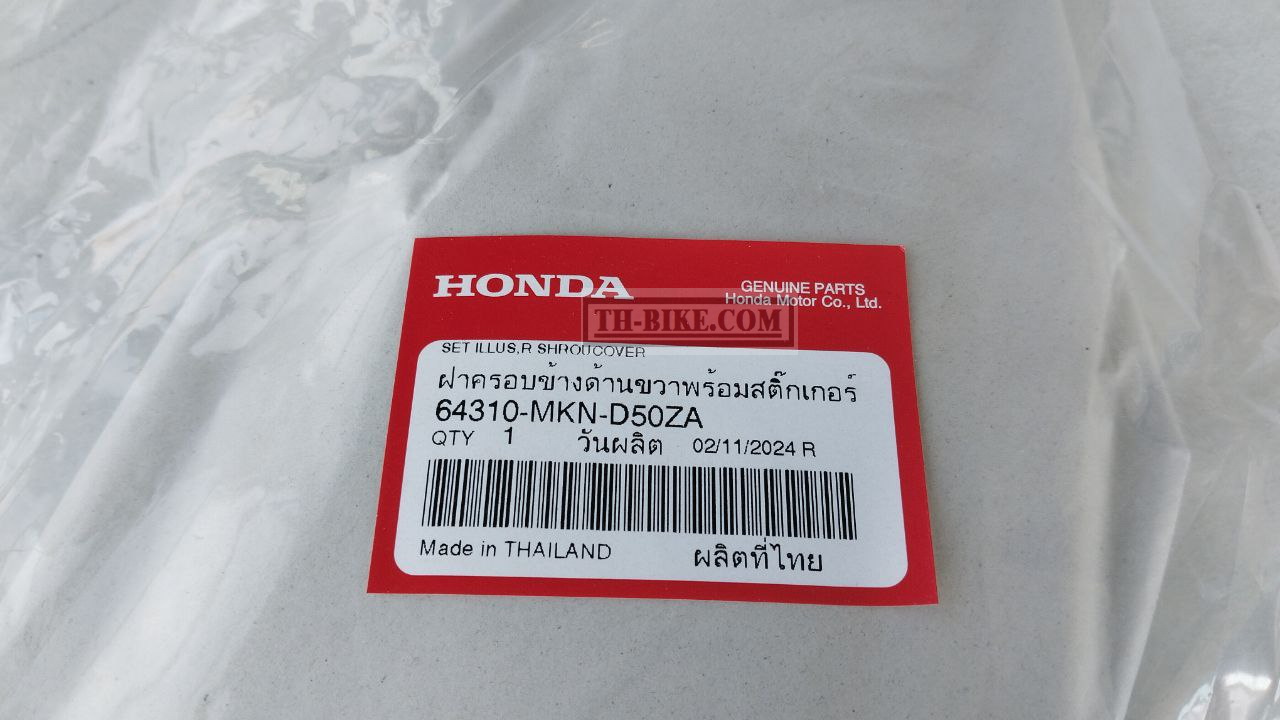 HONDA
GENUINE PARTS
Honda Motor Co., Ltd.
TH-BIKE.COM
SET ILLUS,R SHROUCOVER
ฝาครอบข้างด้านขวาพร้อมสติ๊กเกอร์
64310-MKN-D50ZA
QTY 1 วันผลิต 02/11/2024 R
Made in THAILAND ผลิตที่ไทย